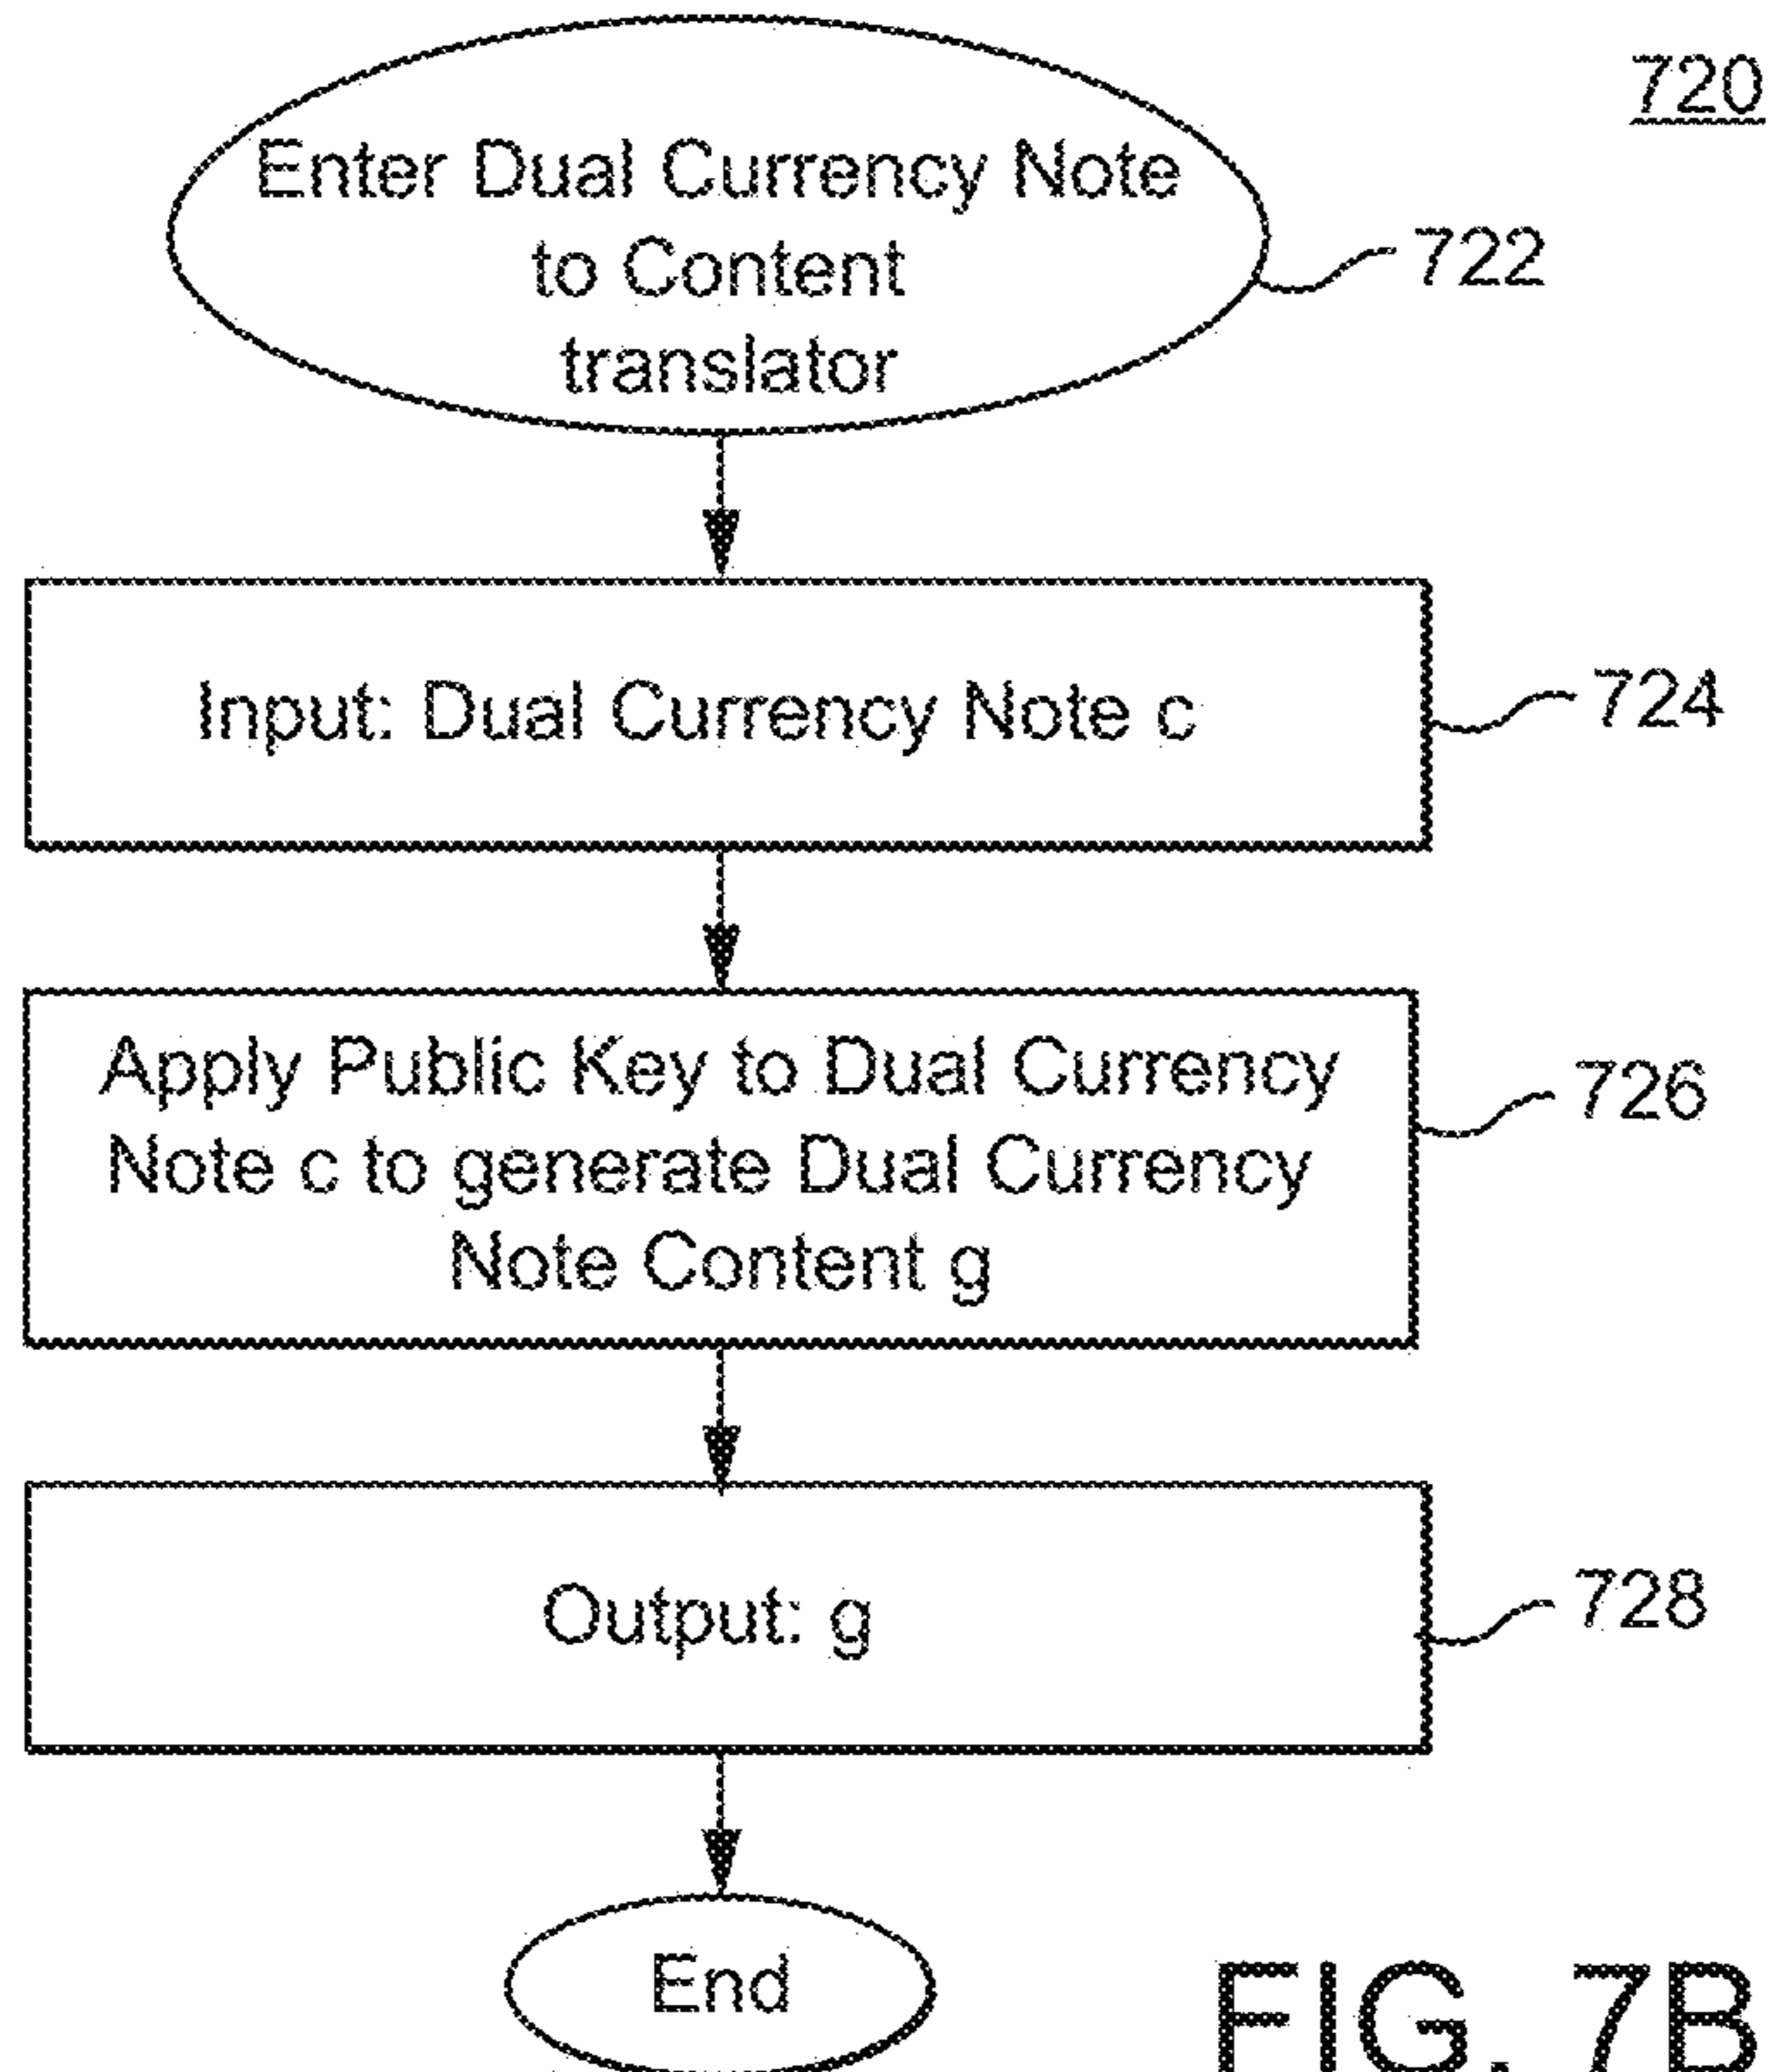 720
Enter Dual Currency Note
to Content
translator
722
Input: Dual Currency Note c
724
Apply Public Key to Dual Currency
Note c to generate Dual Currency
Note Content g
726
Output: g
728
End
FIG. 7B